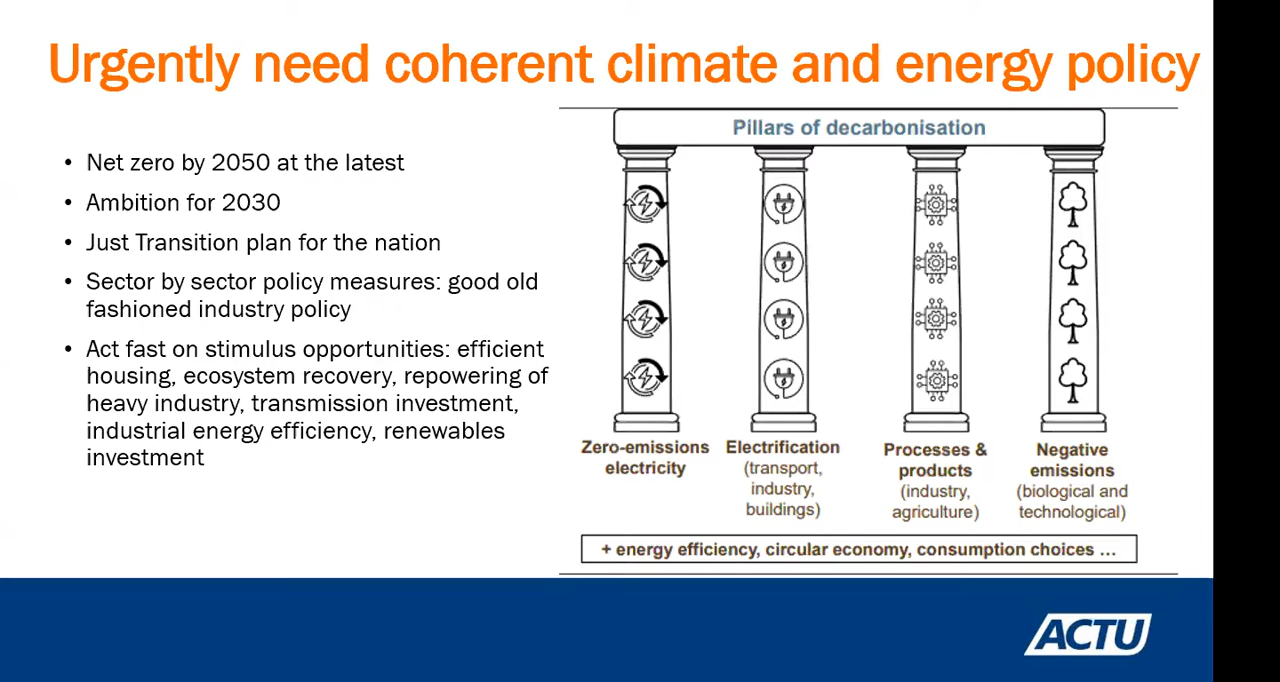 Urgently need coherent climate and energy policy
• Net zero by 2050 at the latest
• Ambition for 2030
• Just Transition plan for the nation
• Sector by sector policy measures: good old
fashioned industry policy
• Act fast on stimulus opportunities: efficient
housing, ecosystem recovery, repowering of
heavy industry, transmission investment,
industrial energy efficiency, renewables
investment
Pillars of decarbonisation
Zero-emissions
electricity
Electrification
(transport,
industry,
buildings)
Processes &
products
(industry,
agriculture)
Negative
emissions
(biological and
technological)
+ energy efficiency, circular economy, consumption choices ...
ACTU